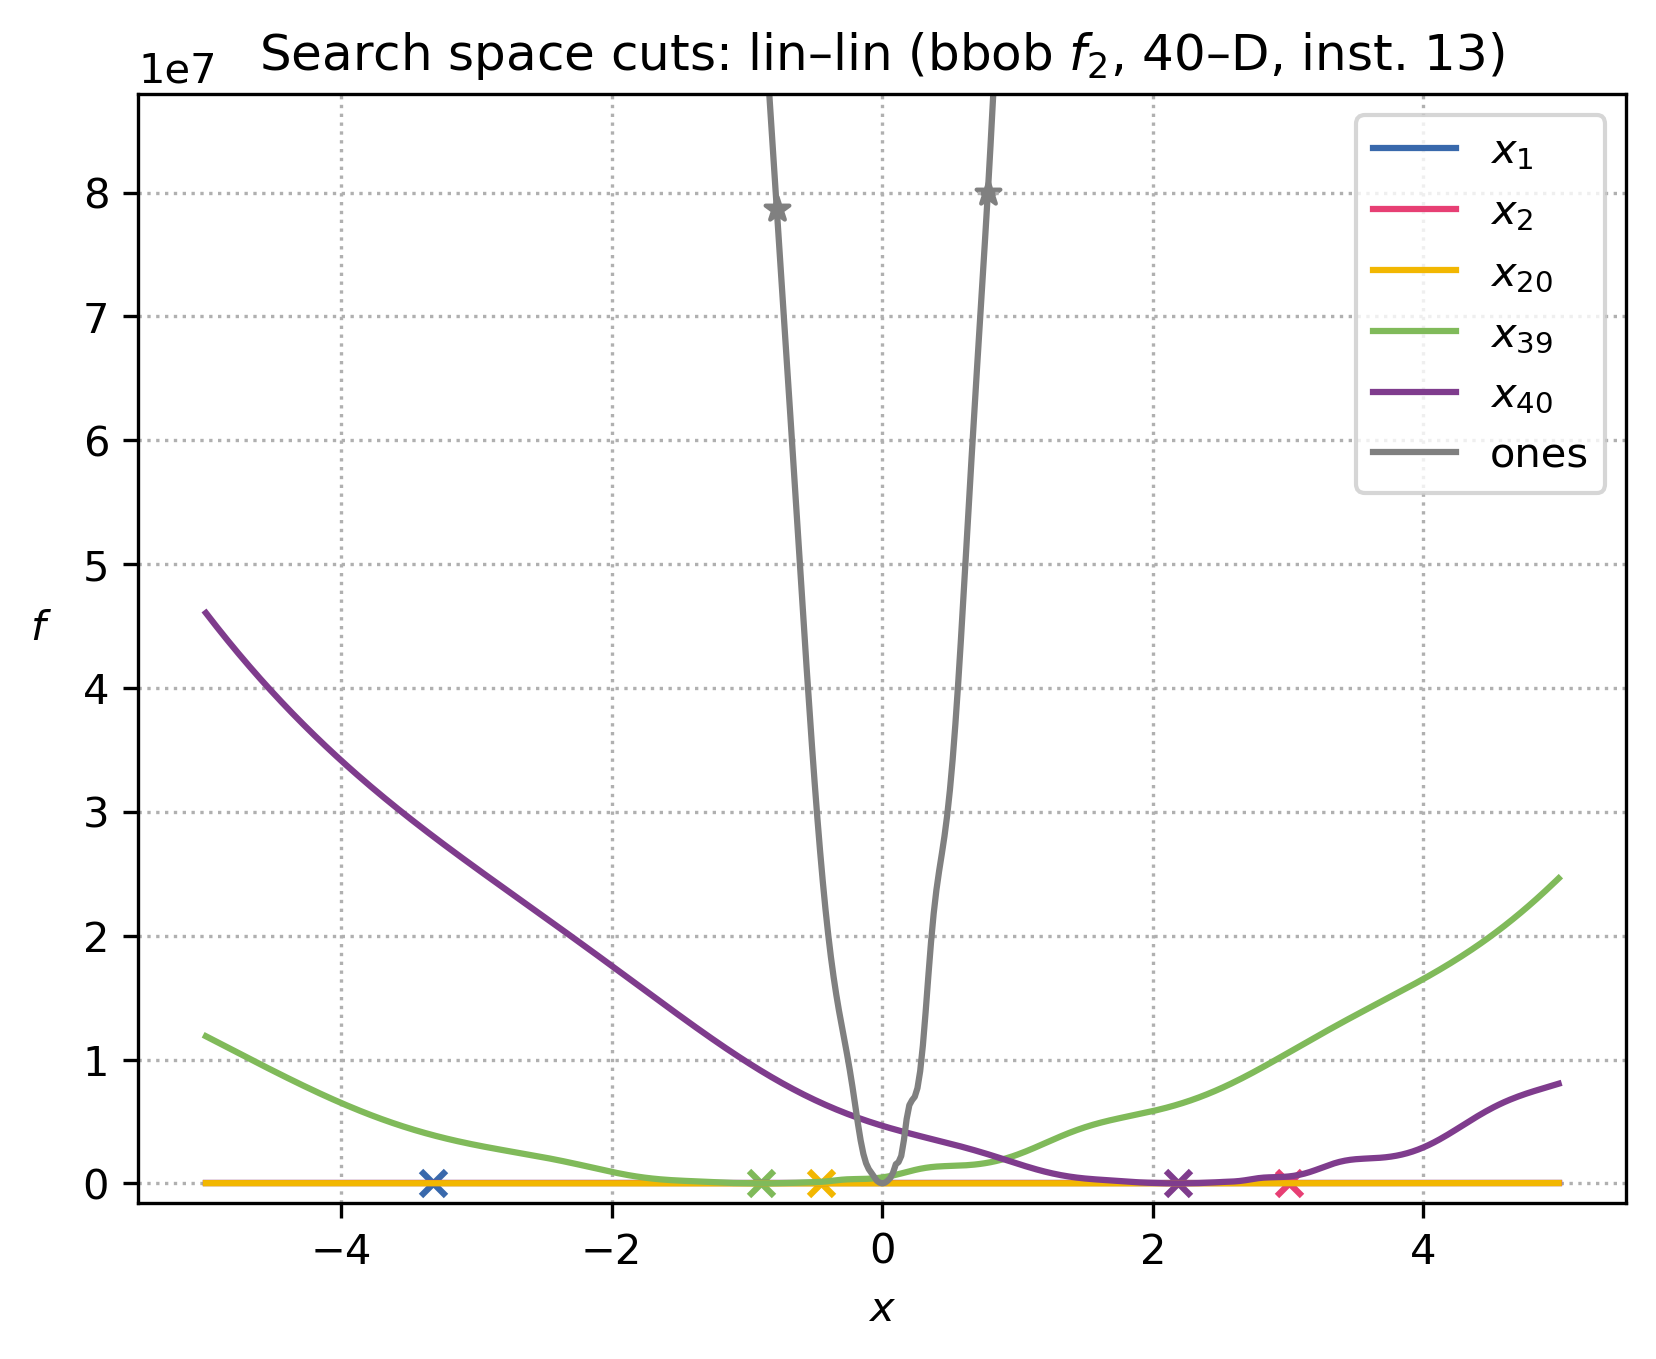 Search space cuts: lin–lin (bbob f₂, 40–D, inst. 13)
1e7
8
7
6
5
4
3
2
1
0
f
−4 −2 0 2 4
x
x₁
x₂
x₂₀
x₃₉
x₄₀
ones